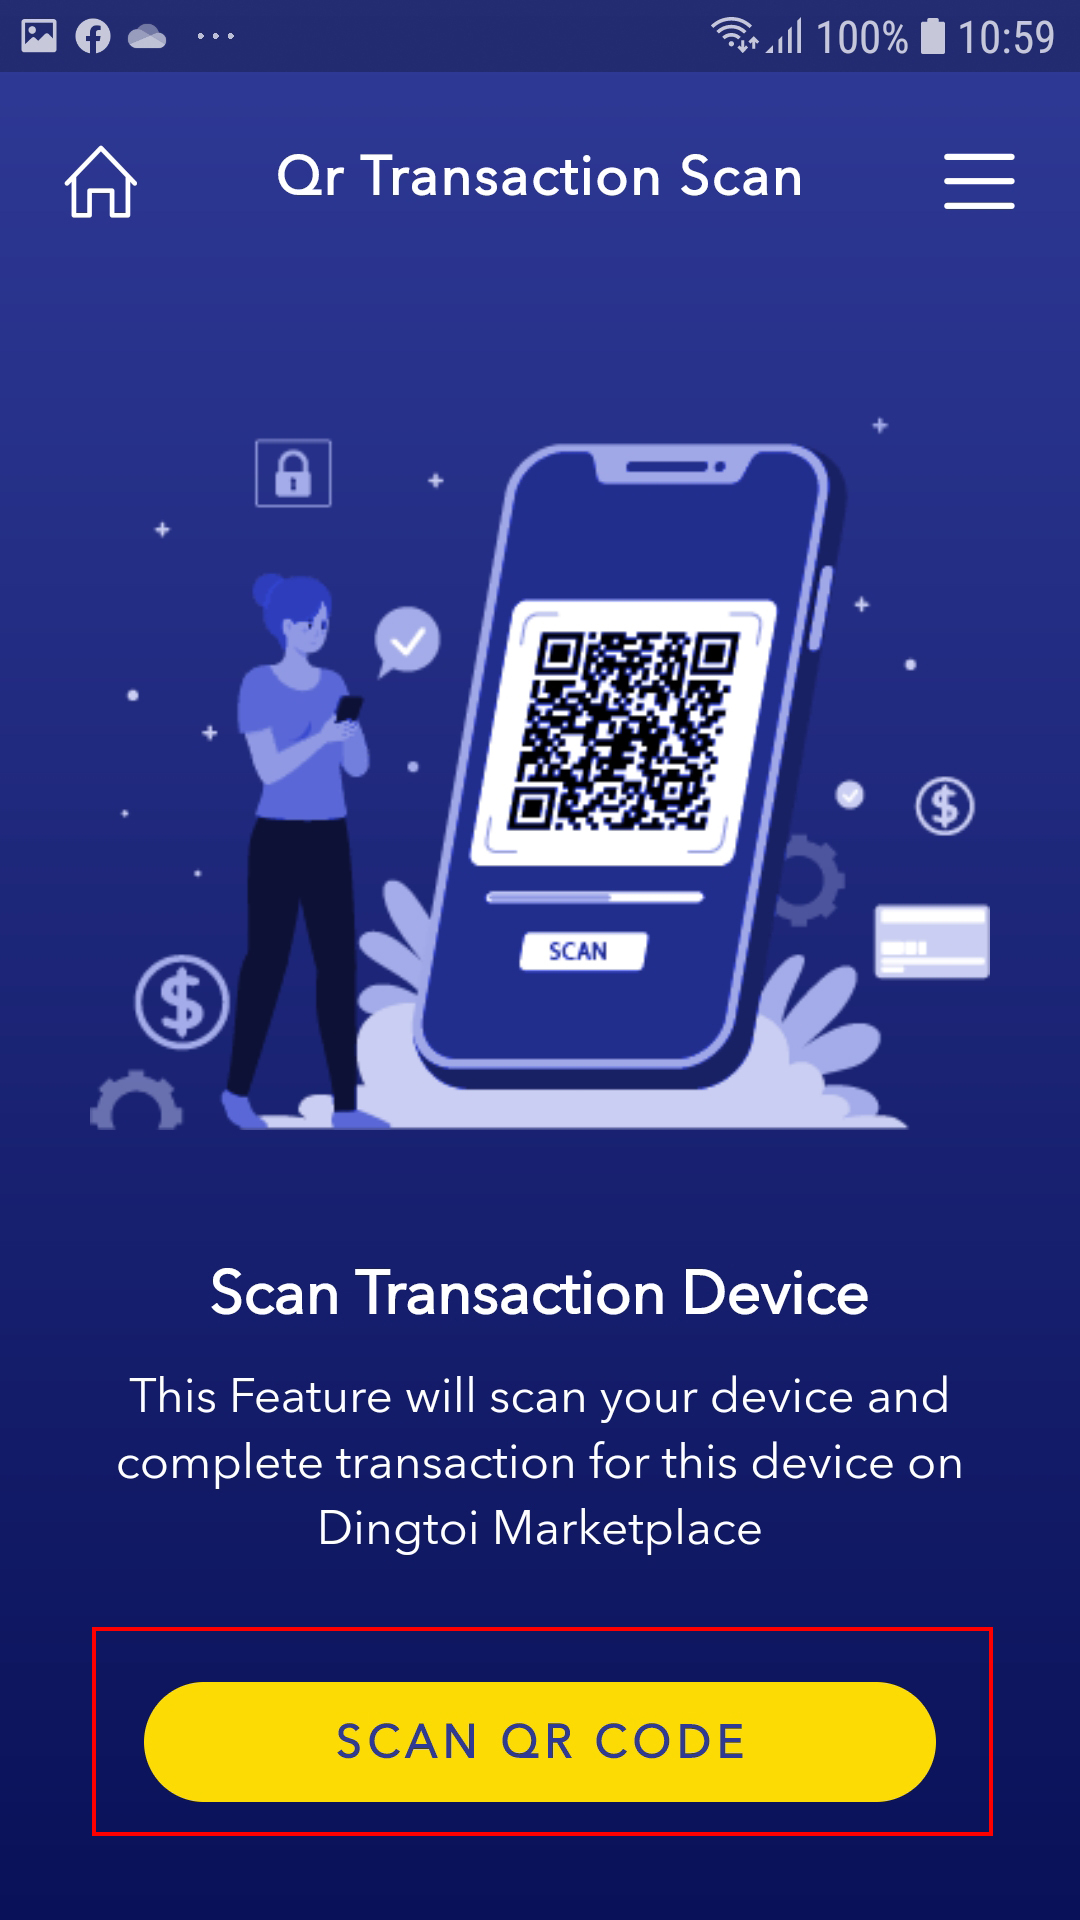 100% 10:59
Qr Transaction Scan
SCAN
Scan Transaction Device
This Feature will scan your device and
complete transaction for this device on
Dingtoi Marketplace
SCAN QR CODE